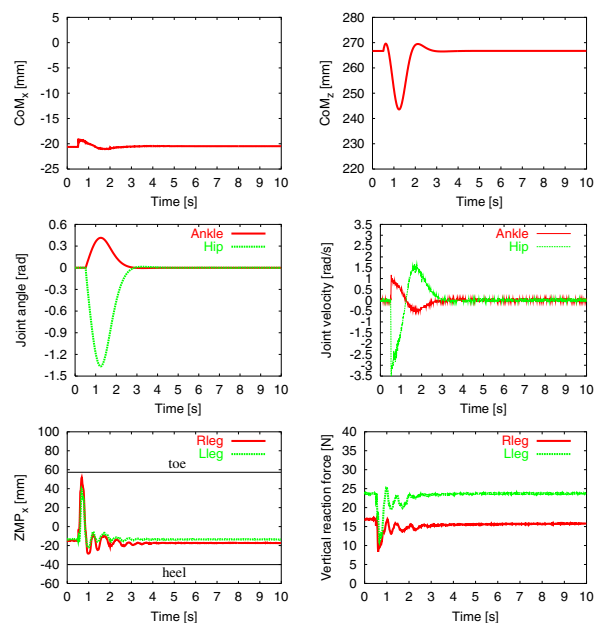 CoMx [mm]
5
0
-5
-10
-15
-20
-25
0 1 2 3 4 5 6 7 8 9 10
Time [s]
CoMz [mm]
280
270
260
250
240
230
220
0 1 2 3 4 5 6 7 8 9 10
Time [s]
Joint angle [rad]
0.6
0.3
0
-0.3
-0.6
-0.9
-1.2
-1.5
Ankle
Hip
0 1 2 3 4 5 6 7 8 9 10
Time [s]
Joint velocity [rad/s]
3.5
2.5
1.5
0.5
-0.5
-1.5
-2.5
-3.5
Ankle
Hip
0 1 2 3 4 5 6 7 8 9 10
Time [s]
ZMPx [mm]
100
80
60
40
20
0
-20
-40
-60
Rleg
Lleg
toe
heel
0 1 2 3 4 5 6 7 8 9 10
Time [s]
Vertical reaction force [N]
40
35
30
25
20
15
10
5
0
Rleg
Lleg
0 1 2 3 4 5 6 7 8 9 10
Time [s]